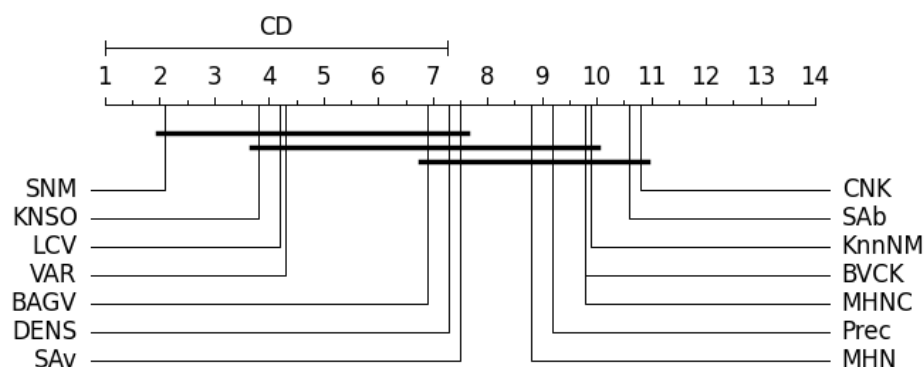 CD
1 2 3 4 5 6 7 8 9 10 11 12 13 14
SNM CNK
KNSO SAb
LCV KnnNM
VAR BVCK
BAGV MHNC
DENS Prec
SAv MHN